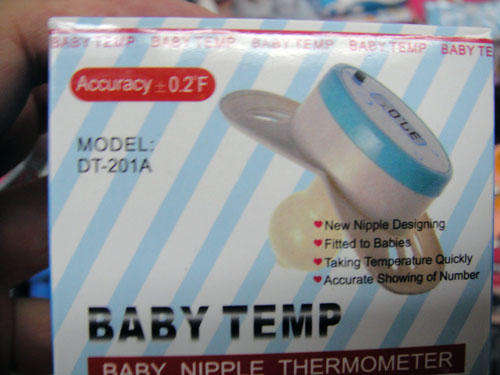 BABY TEMP BABY TEMP BABY TEMP BABY TEMP BABY TE
Accuracy ± 0.2°F
MODEL:
DT-201A
♥ New Nipple Designing
♥ Fitted to Babies
♥ Taking Temperature Quickly
♥ Accurate Showing of Number
BABY TEMP
BABY NIPPLE THERMOMETER